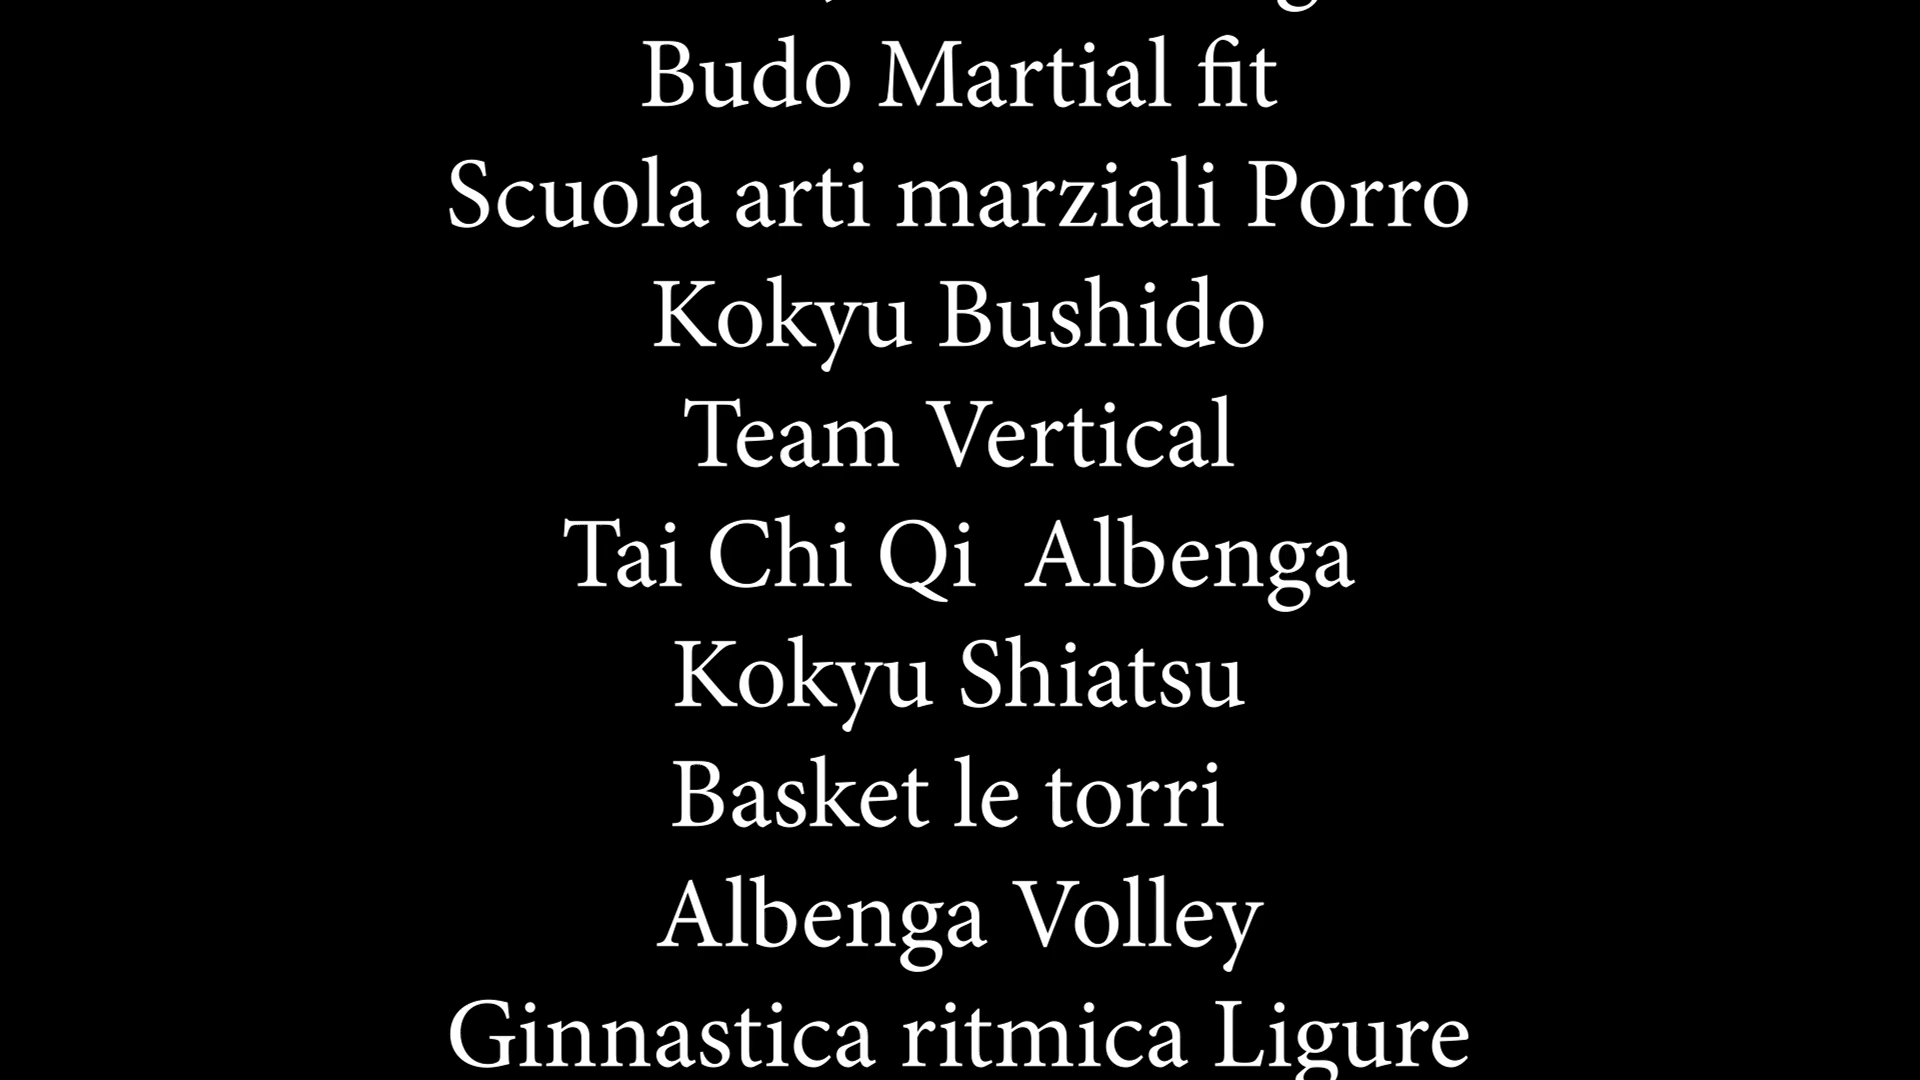 Budo Martial fit
Scuola arti marziali Porro
Kokyu Bushido
Team Vertical
Tai Chi Qi  Albenga
Kokyu Shiatsu
Basket le torri
Albenga Volley
Ginnastica ritmica Ligure